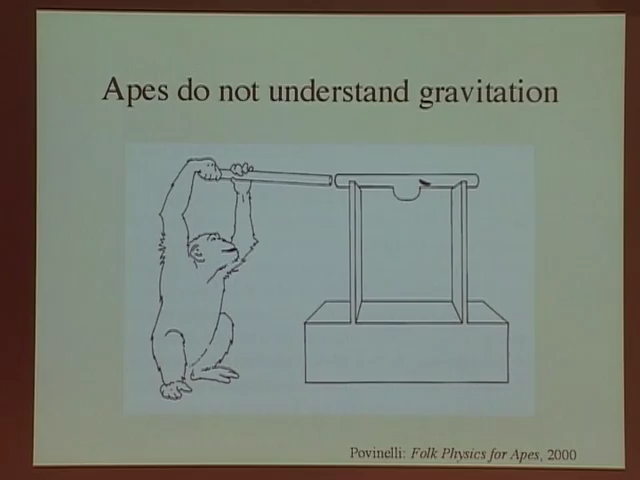 Apes do not understand gravitation
Povinelli: Folk Physics for Apes, 2000